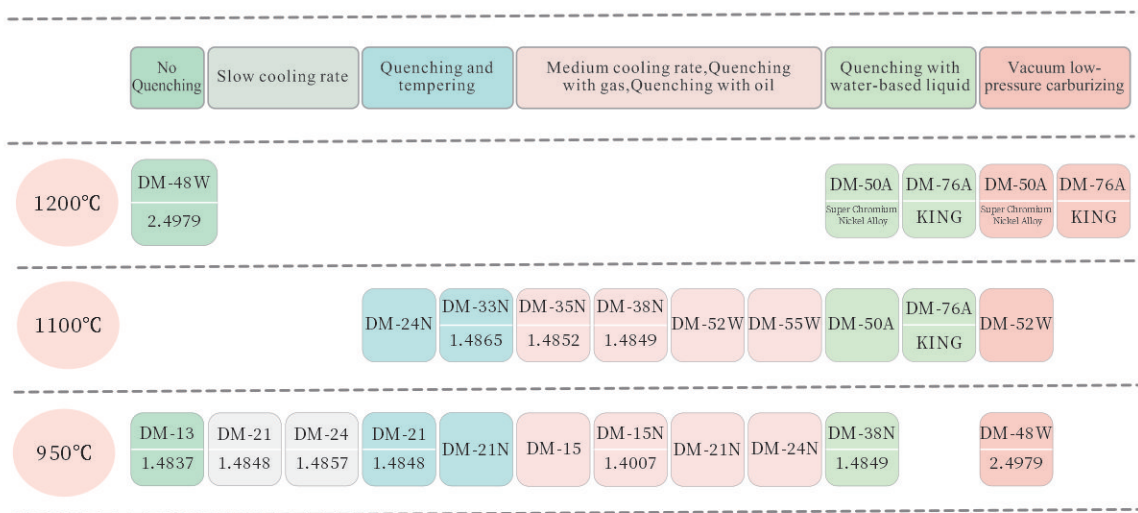 No
Quenching
Slow cooling rate
Quenching and
tempering
Medium cooling rate,Quenching
with gas,Quenching with oil
Quenching with
water-based liquid
Vacuum low-
pressure carburizing
1200℃
DM-48W
2.4979
DM-50A
Super Chromium
Nickel Alloy
DM-76A
KING
DM-50A
Super Chromium
Nickel Alloy
DM-76A
KING
1100℃
DM-24N
DM-33N
1.4865
DM-35N
1.4852
DM-38N
1.4849
DM-52W
DM-55W
DM-50A
DM-76A
KING
DM-52W
950℃
DM-13
1.4837
DM-21
1.4848
DM-24
1.4857
DM-21
1.4848
DM-21N
DM-15
DM-15N
1.4007
DM-21N
DM-24N
DM-38N
1.4849
DM-48W
2.4979